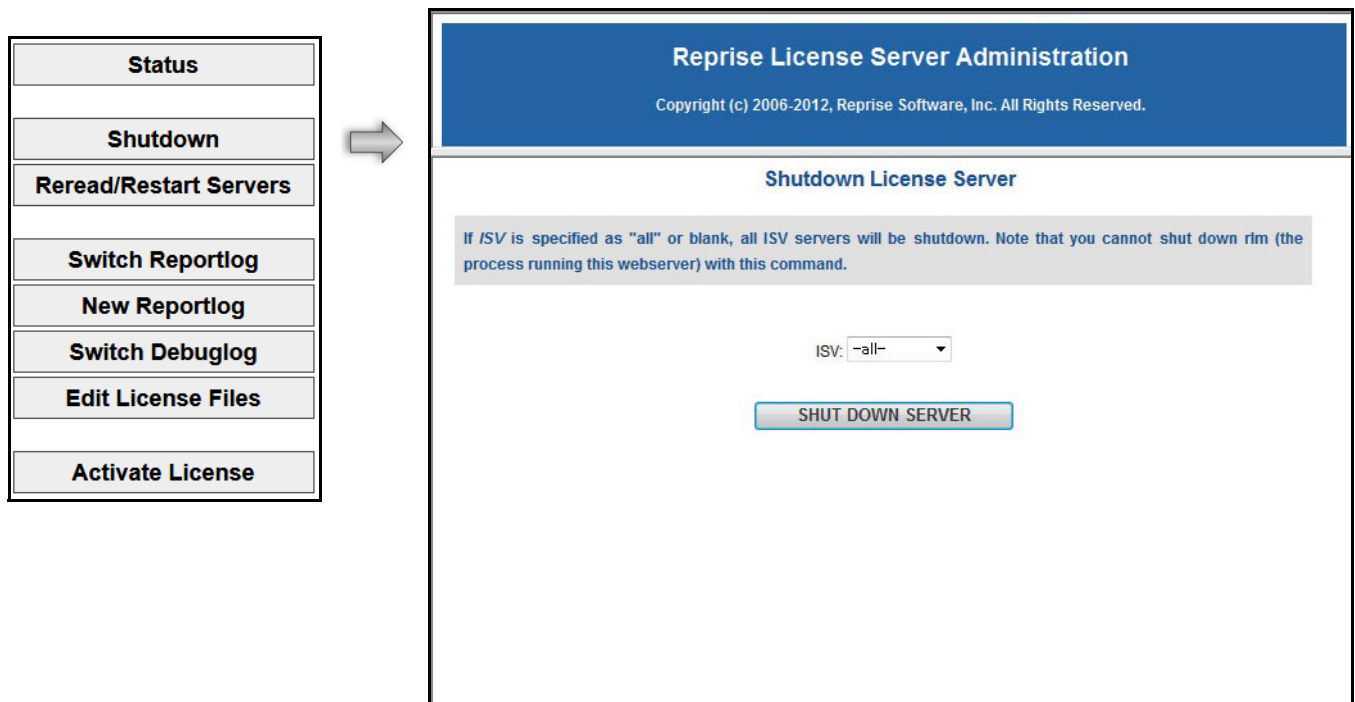 Status
Shutdown
Reread/Restart Servers
Switch Reportlog
New Reportlog
Switch Debuglog
Edit License Files
Activate License
Reprise License Server Administration
Copyright (c) 2006-2012, Reprise Software, Inc. All Rights Reserved.
Shutdown License Server
If ISV is specified as "all" or blank, all ISV servers will be shutdown. Note that you cannot shut down rlm (the
process running this webserver) with this command.
ISV: -all-
SHUT DOWN SERVER